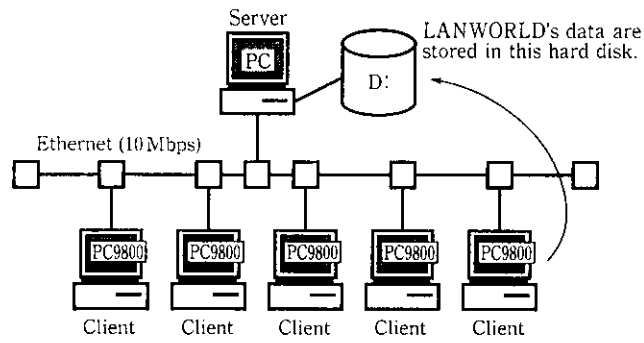 Server
LANWORLD's data are
stored in this hard disk.
PC
D:
Ethernet (10 Mbps)
PC9800 PC9800 PC9800 PC9800 PC9800
Client Client Client Client Client